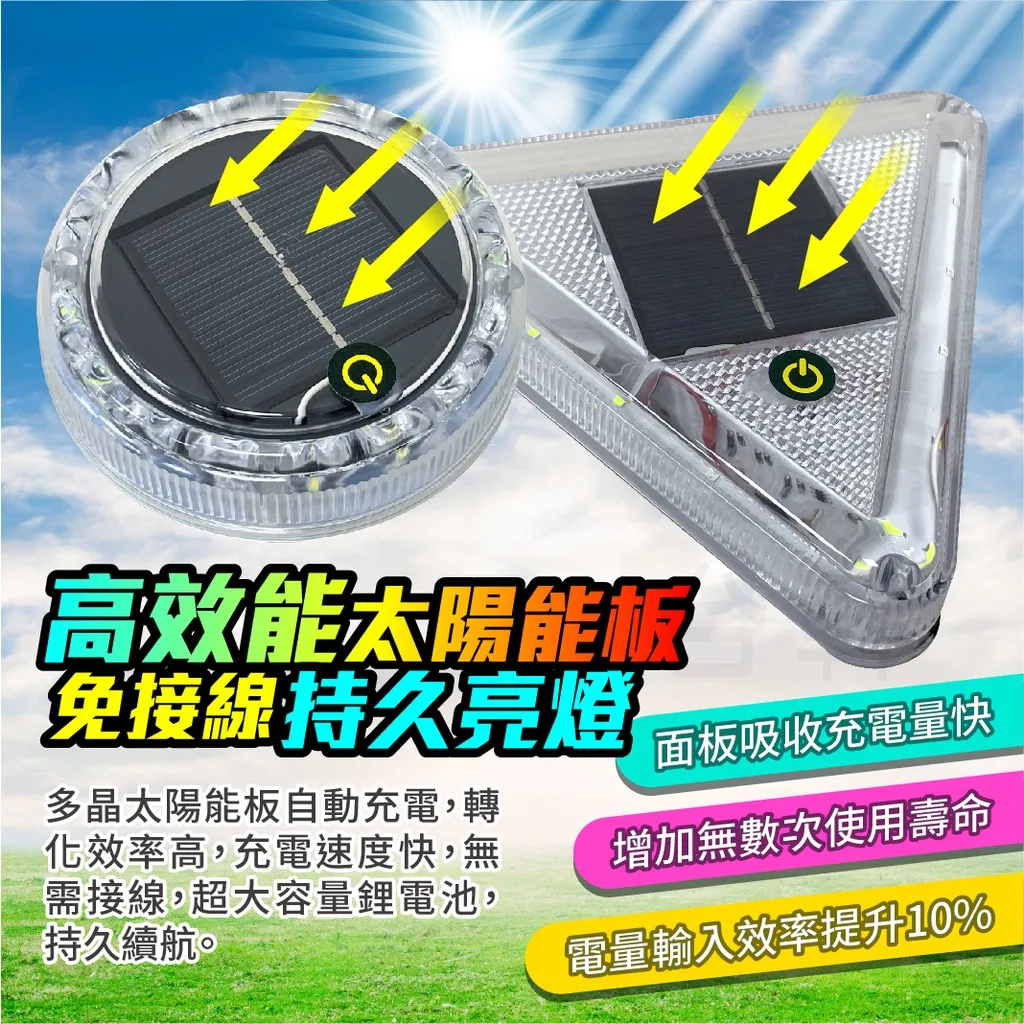 高效能太陽能板
免接線持久亮燈
多晶太陽能板自動充電,轉
化效率高,充電速度快,無
需接線,超大容量鋰電池,
持久續航。
面板吸收充電量快
增加無數次使用壽命
電量輸入效率提升10%